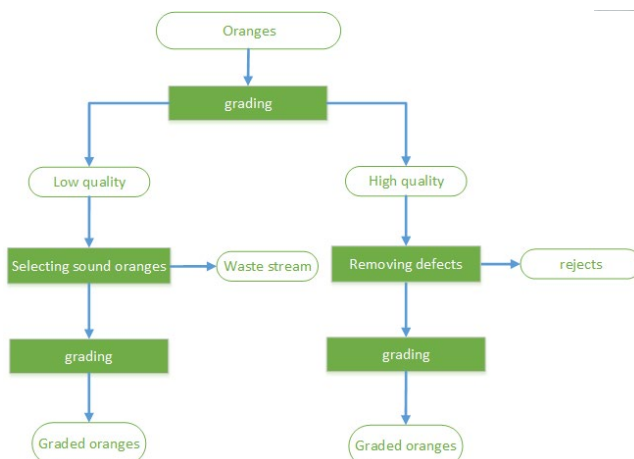 Oranges
grading
Low quality
High quality
Selecting sound oranges
Waste stream
Removing defects
rejects
grading
grading
Graded oranges
Graded oranges